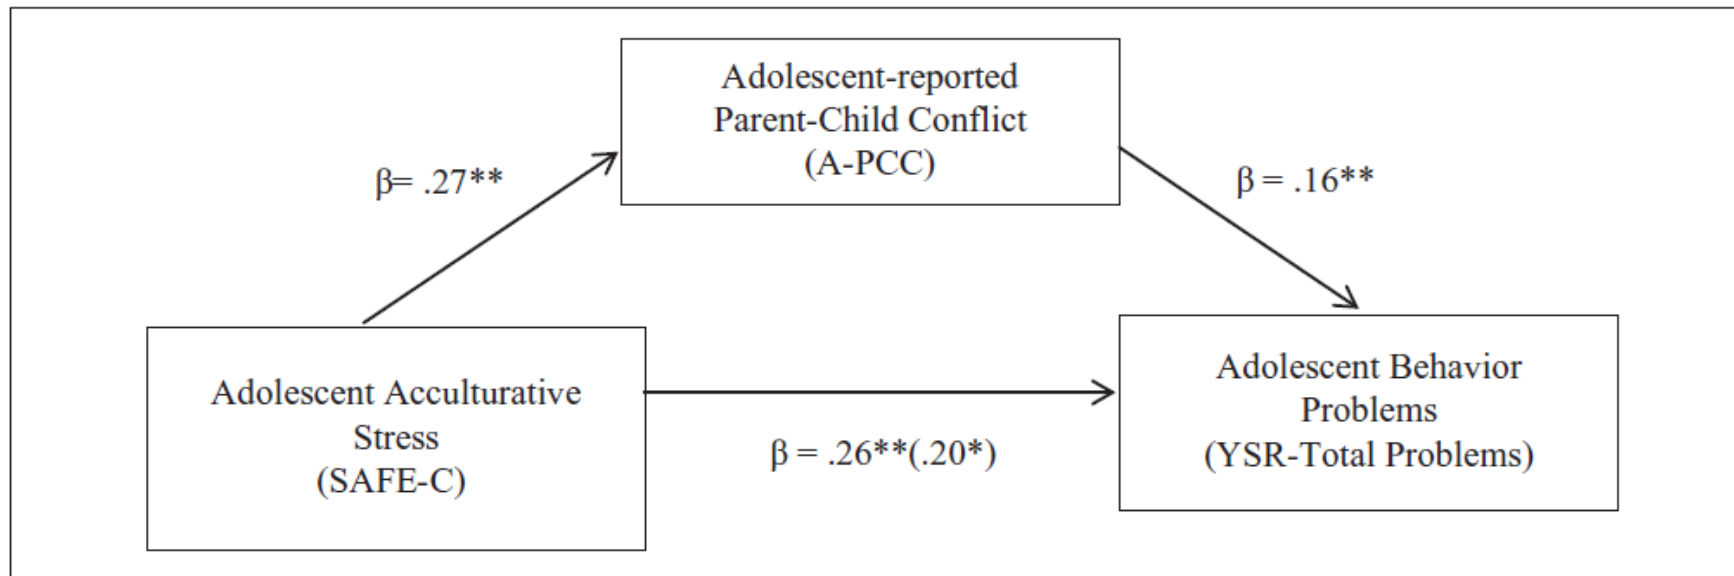 Adolescent-reported
Parent-Child Conflict
(A-PCC)
β= .27**
β = .16**
Adolescent Acculturative
Stress
(SAFE-C)
β = .26**(.20*)
Adolescent Behavior
Problems
(YSR-Total Problems)